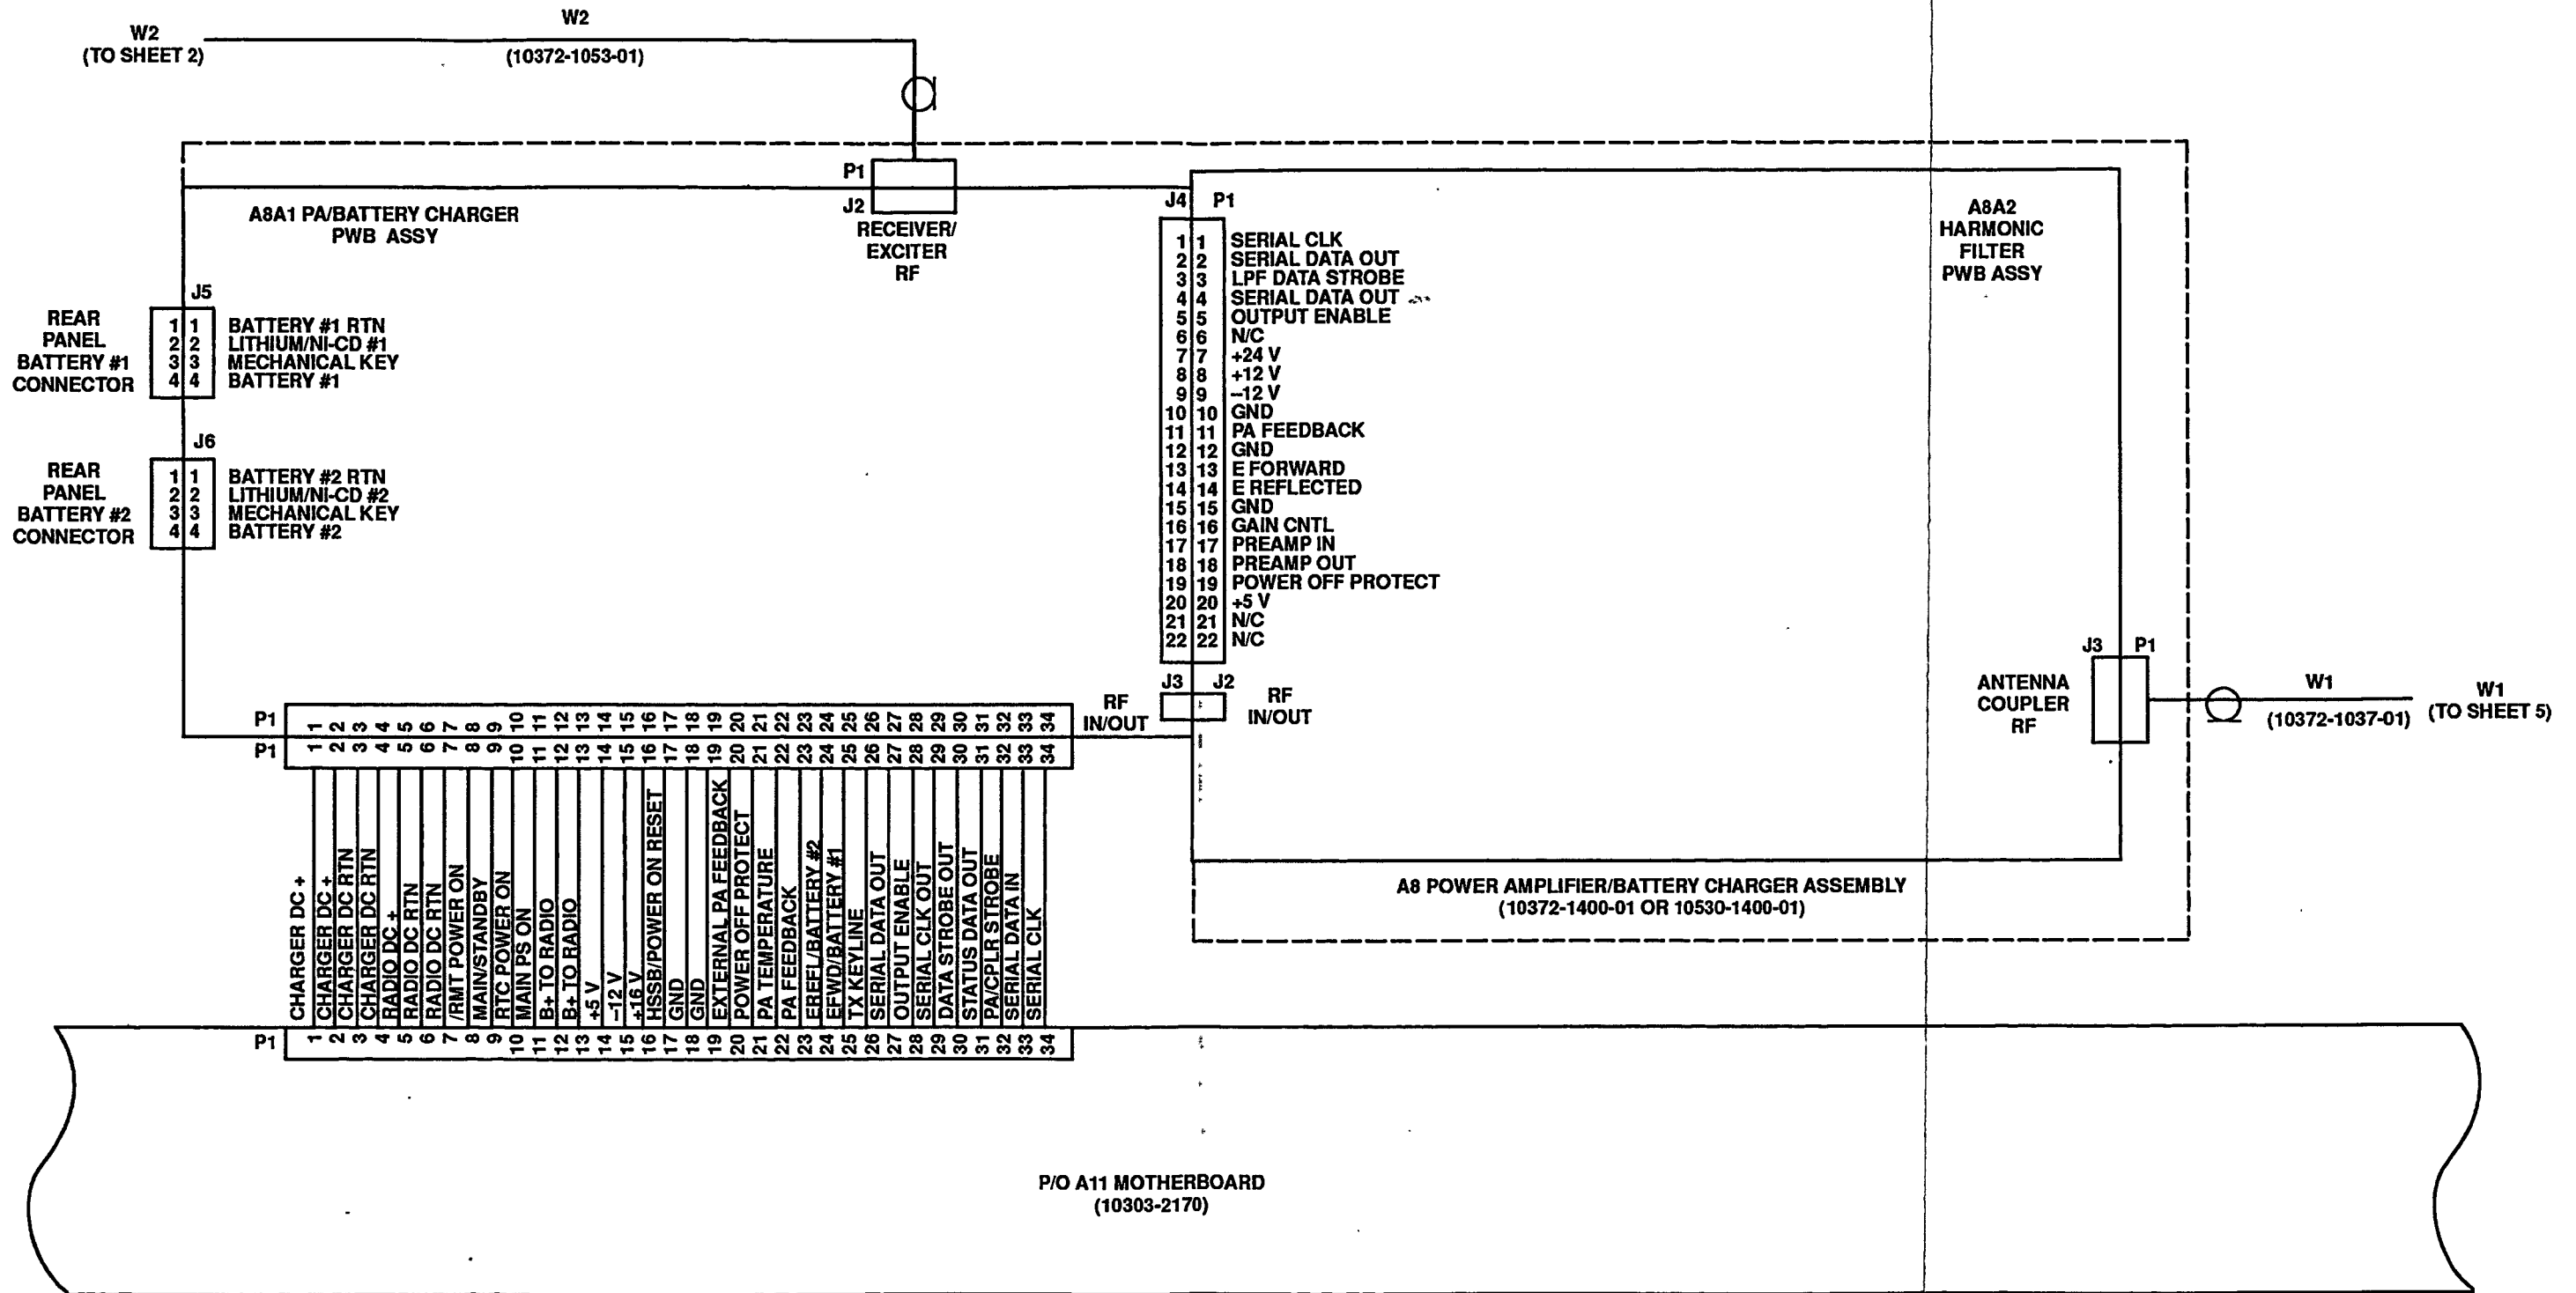 W2
(TO SHEET 2)
W2
(10372-1053-01)
P1
J2
RECEIVER/
EXCITER
RF
A8A1 PA/BATTERY CHARGER
PWB ASSY
J5
REAR
PANEL
BATTERY #1
CONNECTOR
1 1 BATTERY #1 RTN
2 2 LITHIUM/NI-CD #1
3 3 MECHANICAL KEY
4 4 BATTERY #1
J6
REAR
PANEL
BATTERY #2
CONNECTOR
1 1 BATTERY #2 RTN
2 2 LITHIUM/NI-CD #2
3 3 MECHANICAL KEY
4 4 BATTERY #2
J4 P1
1 1 SERIAL CLK
2 2 SERIAL DATA OUT
3 3 LPF DATA STROBE
4 4 SERIAL DATA OUT
5 5 OUTPUT ENABLE
6 6 N/C
7 7 +24 V
8 8 +12 V
9 9 –12 V
10 10 GND
11 11 PA FEEDBACK
12 12 GND
13 13 E FORWARD
14 14 E REFLECTED
15 15 GND
16 16 GAIN CNTL
17 17 PREAMP IN
18 18 PREAMP OUT
19 19 POWER OFF PROTECT
20 20 +5 V
21 21 N/C
22 22 N/C
A8A2
HARMONIC
FILTER
PWB ASSY
RF
IN/OUT
J3 J2
RF
IN/OUT
J3 P1
ANTENNA
COUPLER
RF
W1
(10372-1037-01)
W1
(TO SHEET 5)
A8 POWER AMPLIFIER/BATTERY CHARGER ASSEMBLY
(10372-1400-01 OR 10530-1400-01)
P1 1 2 3 4 5 6 7 8 9 10 11 12 13 14 15 16 17 18 19 20 21 22 23 24 25 26 27 28 29 30 31 32 33 34
P1 1 2 3 4 5 6 7 8 9 10 11 12 13 14 15 16 17 18 19 20 21 22 23 24 25 26 27 28 29 30 31 32 33 34
CHARGER DC +
CHARGER DC +
CHARGER DC RTN
CHARGER DC RTN
RADIO DC +
RADIO DC RTN
RADIO DC RTN
/RMT POWER ON
MAIN/STANDBY
RTC POWER ON
MAIN PS ON
B+ TO RADIO
B+ TO RADIO
+5 V
–12 V
+16 V
HSSB/POWER ON RESET
GND
GND
EXTERNAL PA FEEDBACK
POWER OFF PROTECT
PA TEMPERATURE
PA FEEDBACK
EREFL/BATTERY #2
EFWD/BATTERY #1
TX KEYLINE
SERIAL DATA OUT
OUTPUT ENABLE
SERIAL CLK OUT
DATA STROBE OUT
STATUS DATA OUT
PA/CPLR STROBE
SERIAL DATA IN
SERIAL CLK
P1 1 2 3 4 5 6 7 8 9 10 11 12 13 14 15 16 17 18 19 20 21 22 23 24 25 26 27 28 29 30 31 32 33 34
P/O A11 MOTHERBOARD
(10303-2170)